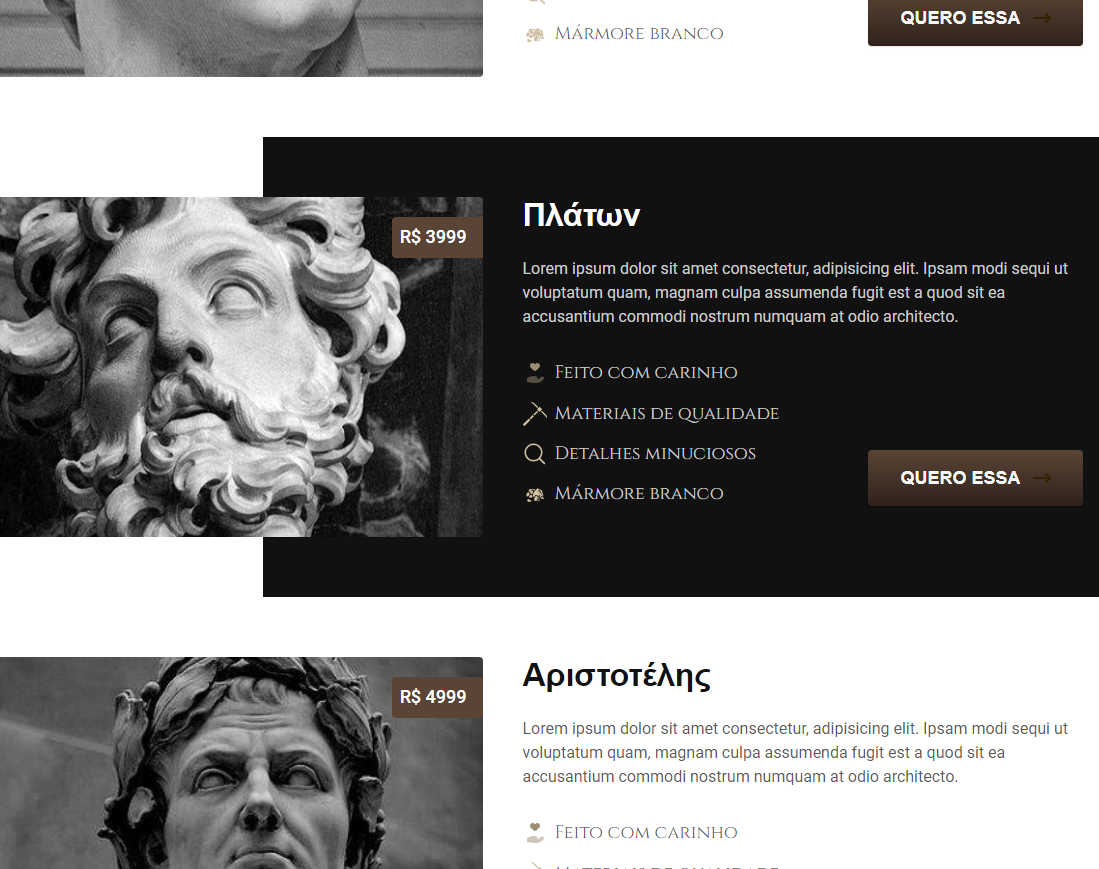 QUERO ESSA
Mármore branco
R$ 3999
Πλάτων
Lorem ipsum dolor sit amet consectetur, adipisicing elit. Ipsam modi sequi ut
voluptatum quam, magnam culpa assumenda fugit est a quod sit ea
accusantium commodi nostrum numquam at odio architecto.
Feito com carinho
Materiais de qualidade
Detalhes minuciosos
Mármore branco
QUERO ESSA
R$ 4999
Αριστοτέλης
Lorem ipsum dolor sit amet consectetur, adipisicing elit. Ipsam modi sequi ut
voluptatum quam, magnam culpa assumenda fugit est a quod sit ea
accusantium commodi nostrum numquam at odio architecto.
Feito com carinho